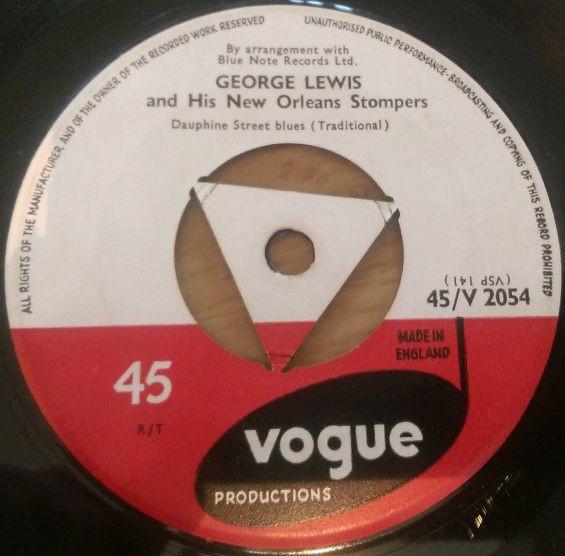 ALL RIGHTS OF THE MANUFACTURER AND OF THE OWNER OF THE RECORDED WORK RESERVED
UNAUTHORISED PUBLIC PERFORMANCE·BROADCASTING AND COPYING OF THIS RECORD PROHIBITED
By arrangement with
Blue Note Records Ltd.
GEORGE LEWIS
and His New Orleans Stompers
Dauphine Street blues (Traditional)
(VSP 141)
45/V 2054
MADE IN
ENGLAND
45
R/T
vogue
PRODUCTIONS